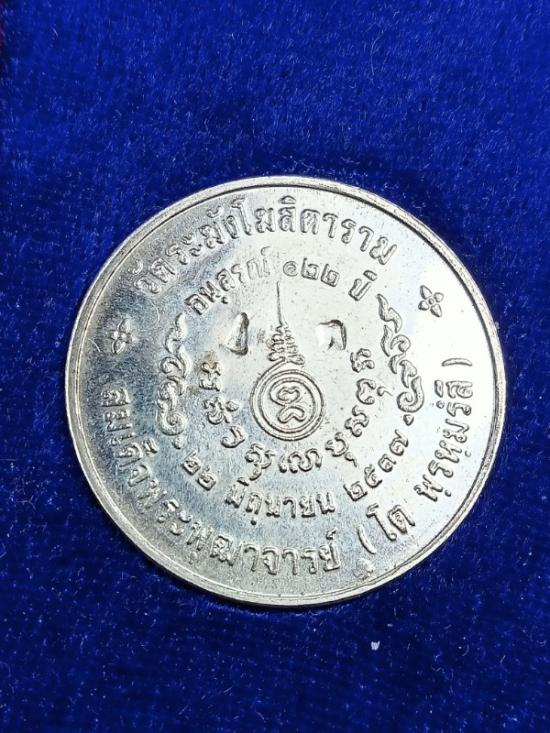 วัดระฆังโฆสิตาราม
อนุสรณ์ ๑๒๒ ปี
๒๒ มิถุนายน ๒๕๓๗
สมเด็จพระพุฒาจารย์ (โต พฺรหฺมรํสี)